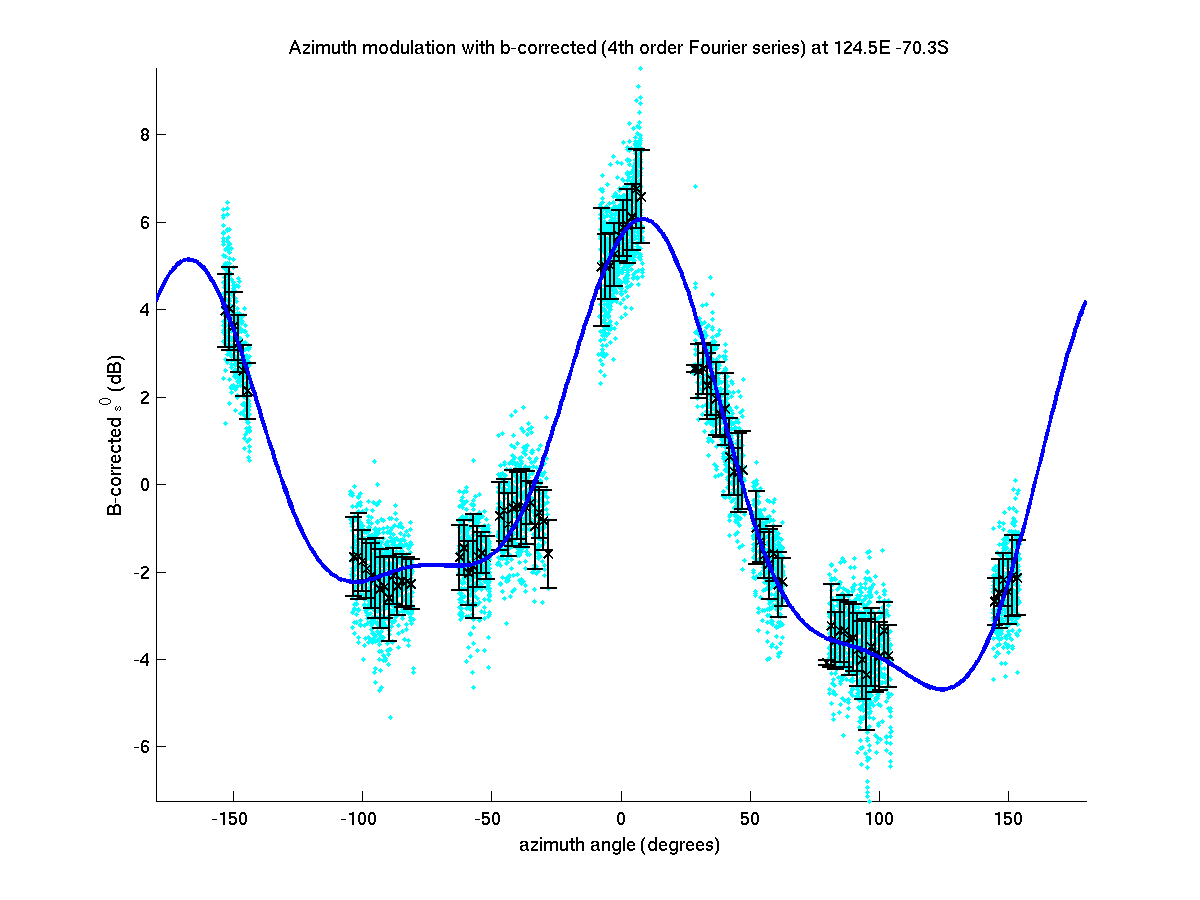 Azimuth modulation with b-corrected (4th order Fourier series) at 124.5E -70.3S
8
6
4
2
0
-2
-4
-6
B-corrected s0 (dB)
-150 -100 -50 0 50 100 150
azimuth angle (degrees)